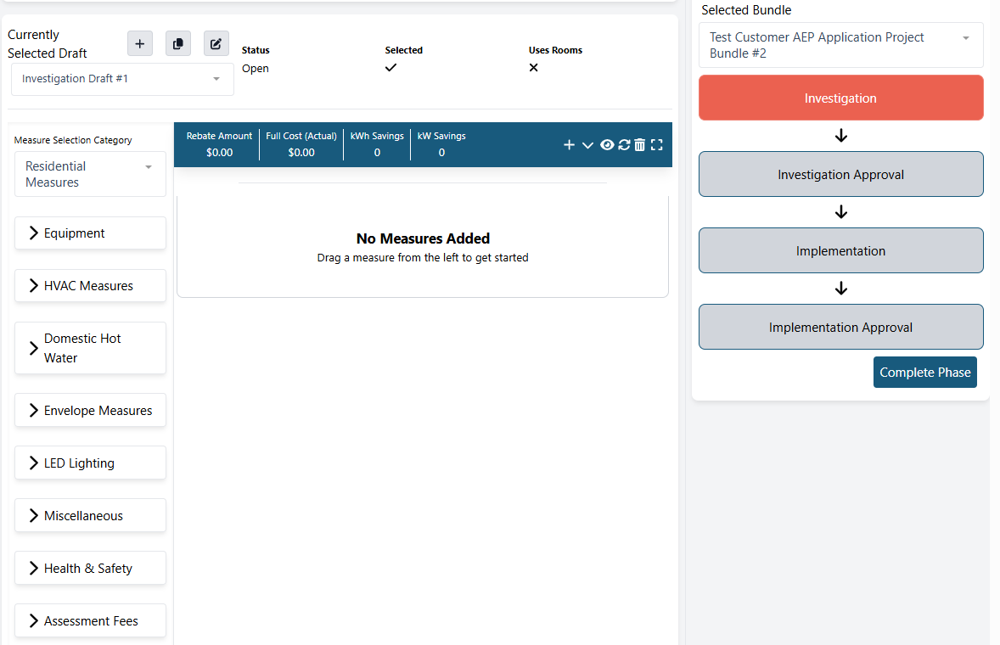 Currently
Selected Draft
Investigation Draft #1
Status
Open
Selected
Uses Rooms
Measure Selection Category
Residential
Measures
Equipment
HVAC Measures
Domestic Hot
Water
Envelope Measures
LED Lighting
Miscellaneous
Health & Safety
Assessment Fees
Rebate Amount
$0.00
Full Cost (Actual)
$0.00
kWh Savings
0
kW Savings
0
No Measures Added
Drag a measure from the left to get started
Selected Bundle
Test Customer AEP Application Project
Bundle #2
Investigation
Investigation Approval
Implementation
Implementation Approval
Complete Phase